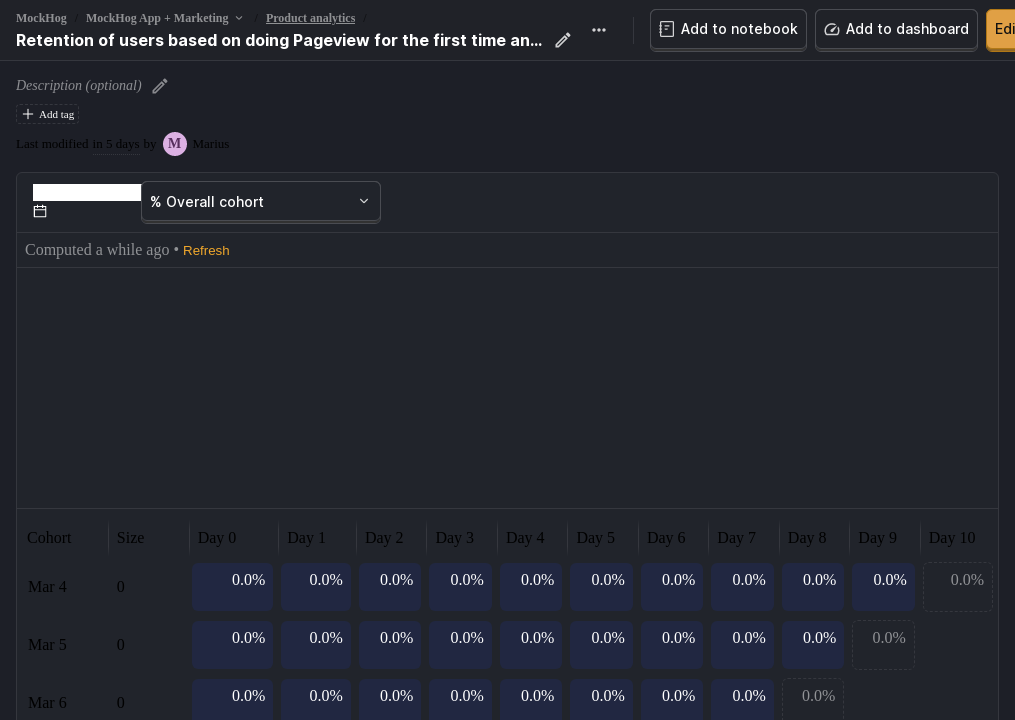 MockHog / MockHog App + Marketing / Product analytics /
Retention of users based on doing Pageview for the first time an...
Add to notebook
Add to dashboard
Edi
Description (optional)
Add tag
Last modified in 5 days by M Marius
% Overall cohort
Computed a while ago • Refresh
Cohort Size Day 0 Day 1 Day 2 Day 3 Day 4 Day 5 Day 6 Day 7 Day 8 Day 9 Day 10
Mar 4 0 0.0% 0.0% 0.0% 0.0% 0.0% 0.0% 0.0% 0.0% 0.0% 0.0% 0.0%
Mar 5 0 0.0% 0.0% 0.0% 0.0% 0.0% 0.0% 0.0% 0.0% 0.0% 0.0%
Mar 6 0 0.0% 0.0% 0.0% 0.0% 0.0% 0.0% 0.0% 0.0% 0.0%